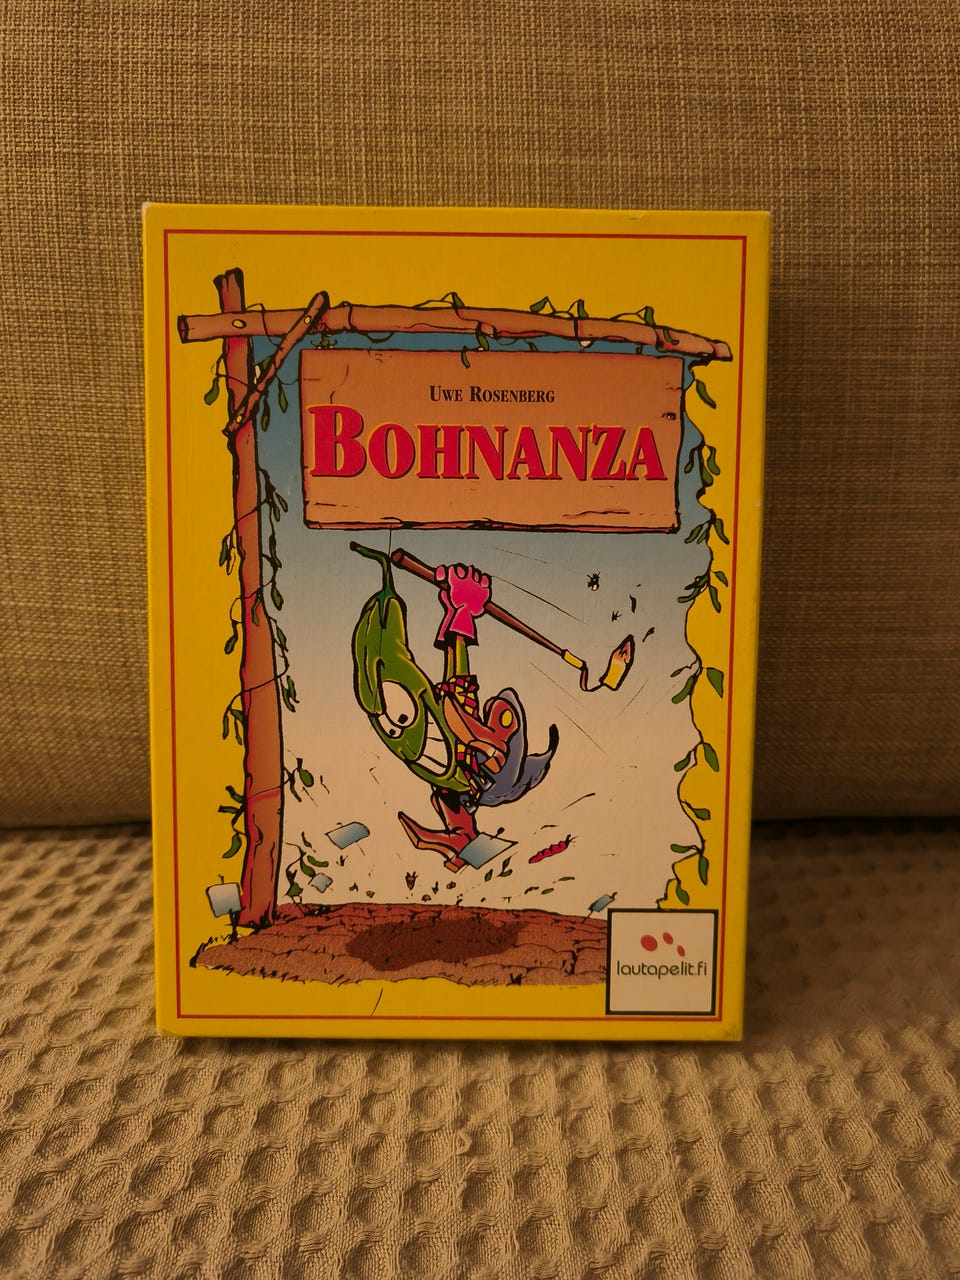 Uwe Rosenberg
Bohnanza
lautapelit.fi